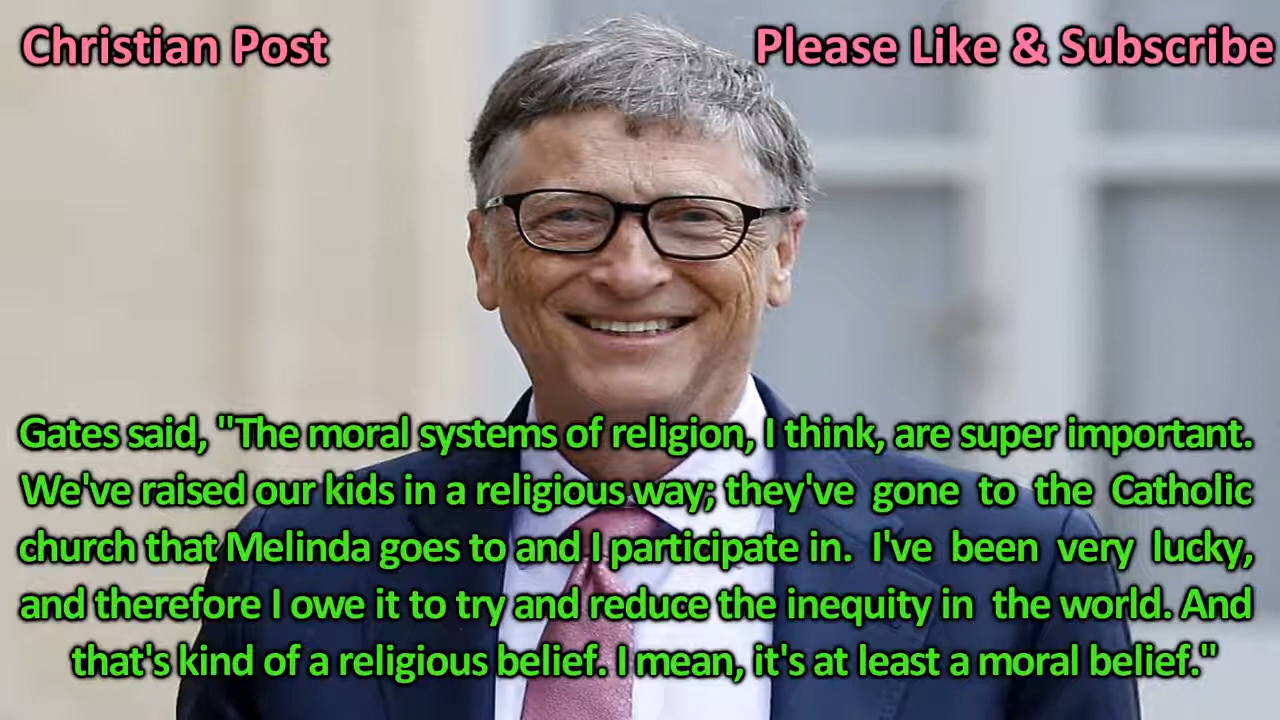 Christian Post
Please Like & Subscribe
Gates said, "The moral systems of religion, I think, are super important.
We've raised our kids in a religious way; they've gone to the Catholic
church that Melinda goes to and I participate in. I've been very lucky,
and therefore I owe it to try and reduce the inequity in the world. And
that's kind of a religious belief. I mean, it's at least a moral belief."